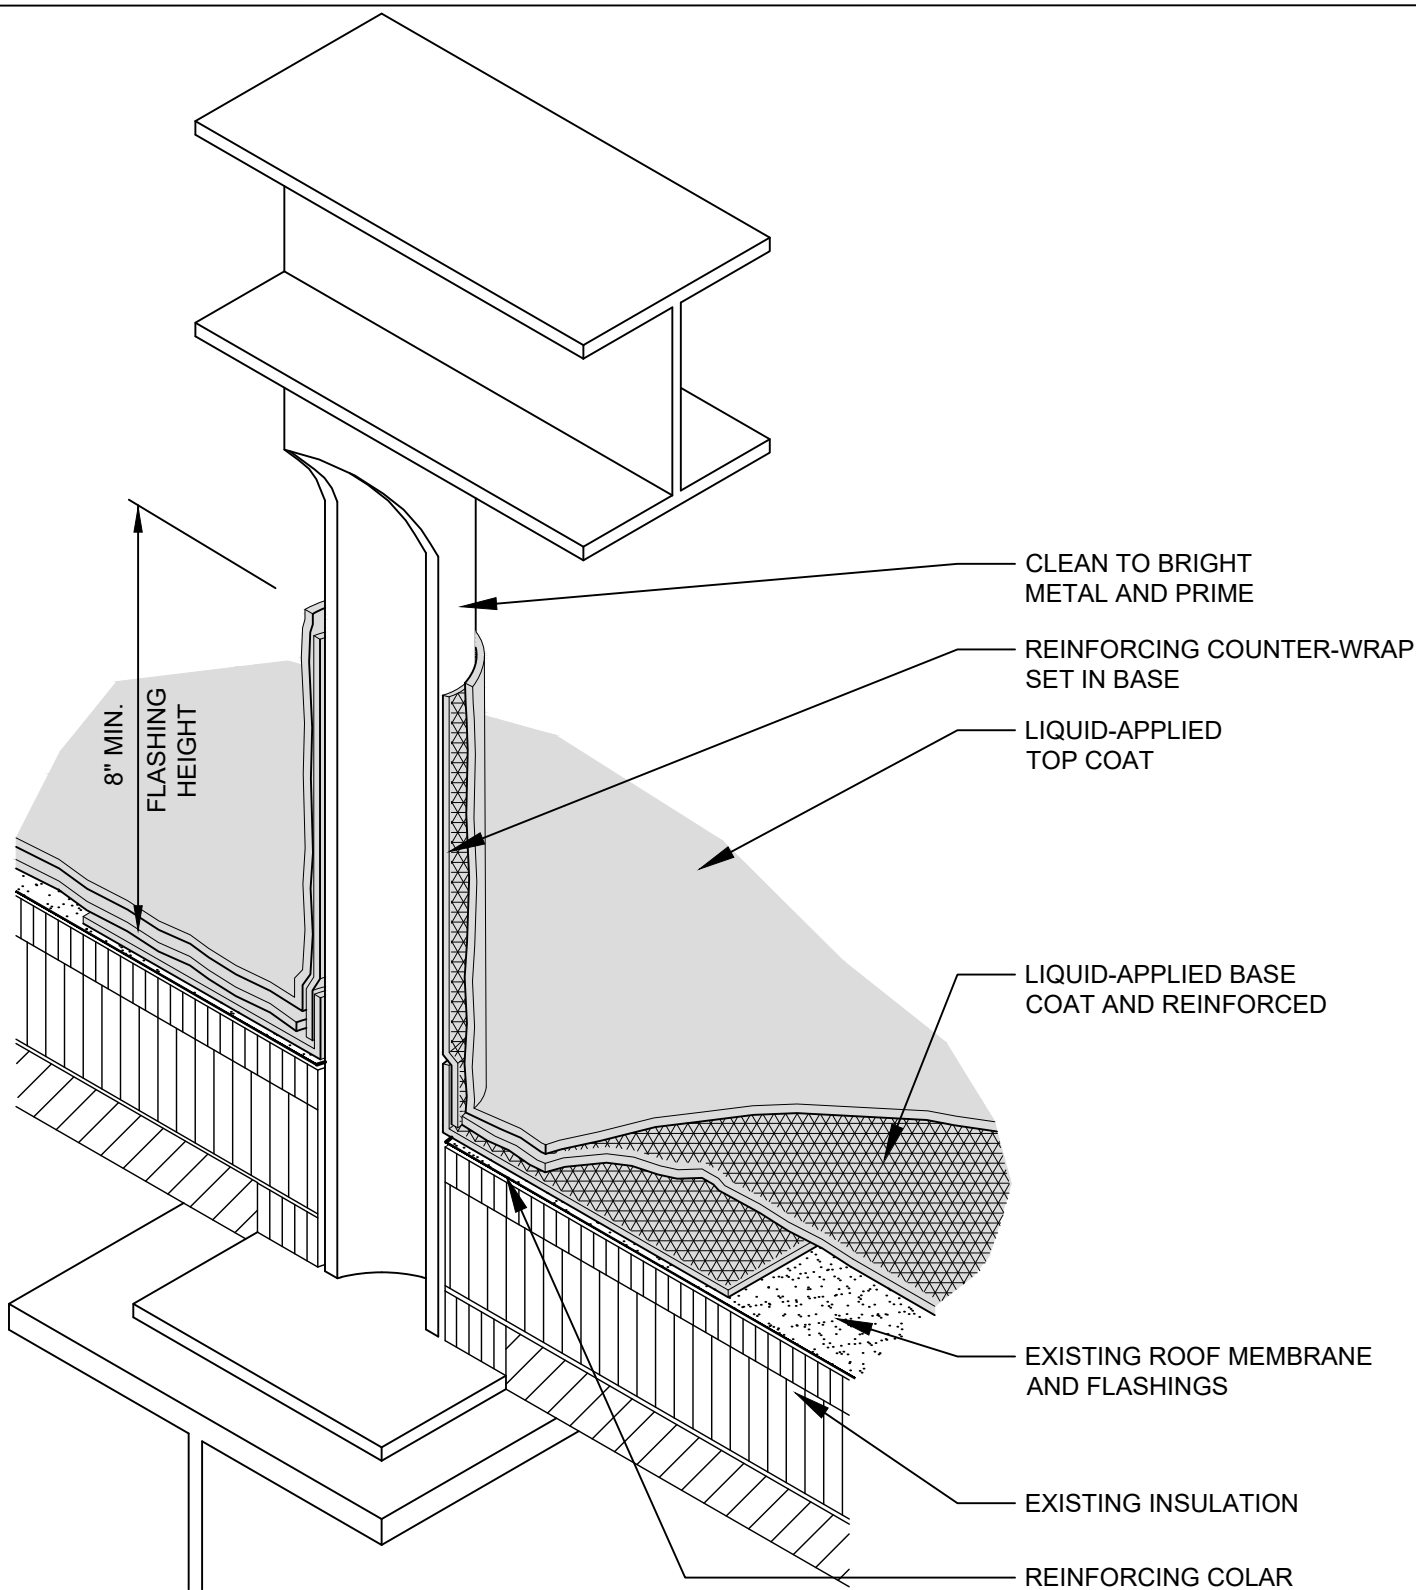 8" MIN.
FLASHING
HEIGHT
CLEAN TO BRIGHT
METAL AND PRIME
REINFORCING COUNTER-WRAP
SET IN BASE
LIQUID-APPLIED
TOP COAT
LIQUID-APPLIED BASE
COAT AND REINFORCED
EXISTING ROOF MEMBRANE
AND FLASHINGS
EXISTING INSULATION
REINFORCING COLAR